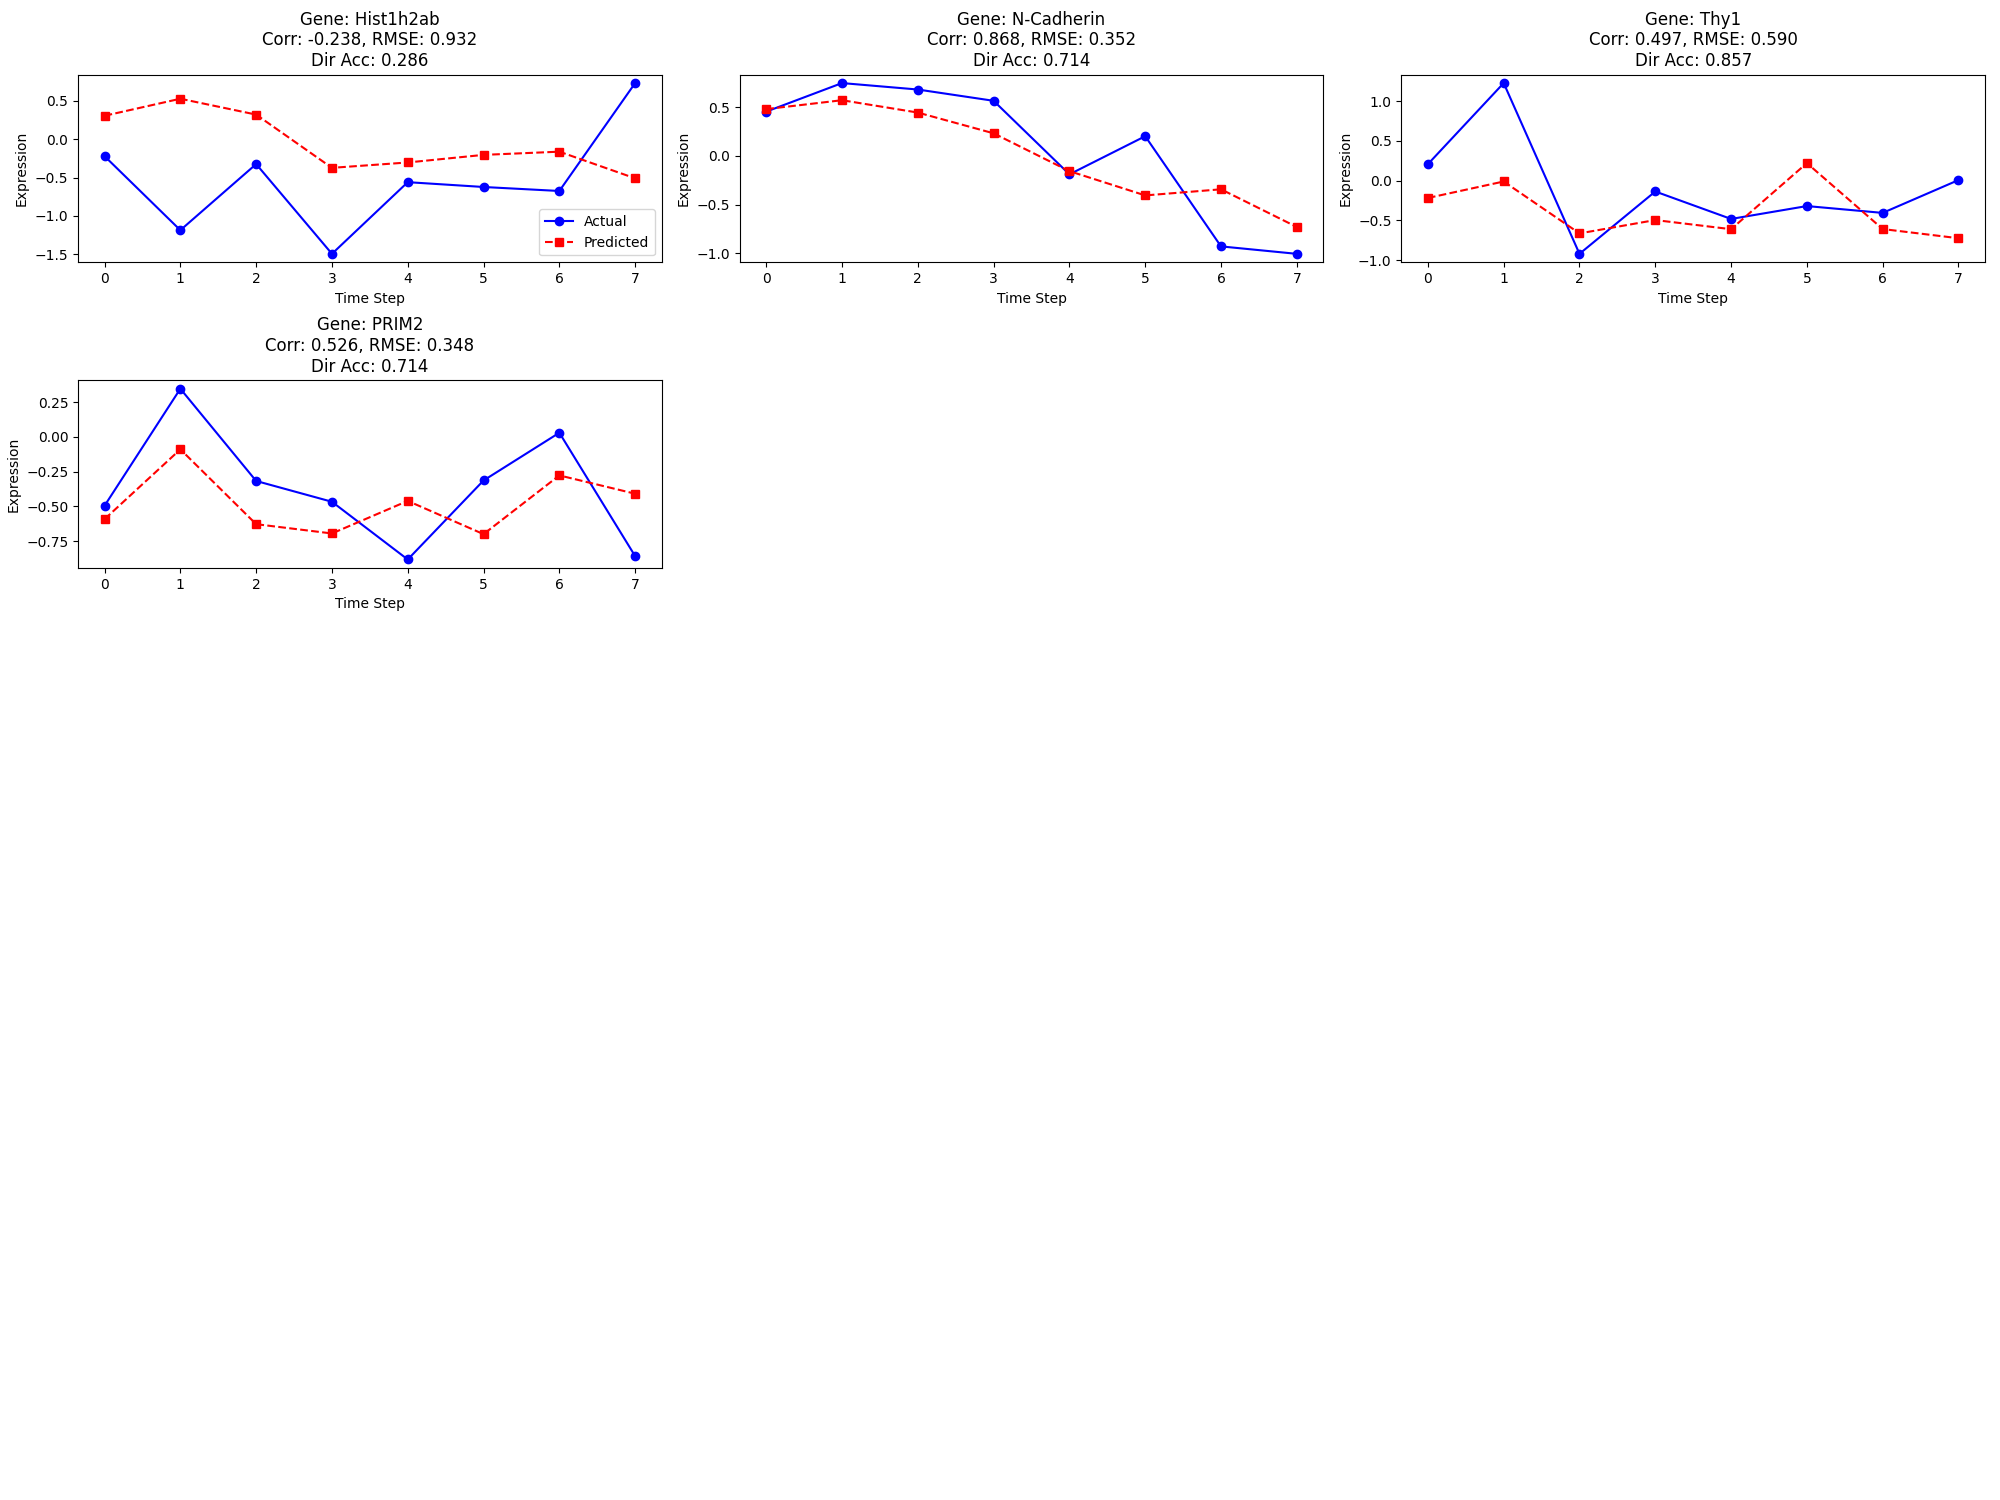 Gene: Hist1h2ab
Corr: -0.238, RMSE: 0.932
Dir Acc: 0.286
Expression
0.5
0.0
−0.5
−1.0
−1.5
Actual
Predicted
0 1 2 3 4 5 6 7
Time Step
Gene: N-Cadherin
Corr: 0.868, RMSE: 0.352
Dir Acc: 0.714
Expression
0.5
0.0
−0.5
−1.0
0 1 2 3 4 5 6 7
Time Step
Gene: Thy1
Corr: 0.497, RMSE: 0.590
Dir Acc: 0.857
Expression
1.0
0.5
0.0
−0.5
−1.0
0 1 2 3 4 5 6 7
Time Step
Gene: PRIM2
Corr: 0.526, RMSE: 0.348
Dir Acc: 0.714
Expression
0.25
0.00
−0.25
−0.50
−0.75
0 1 2 3 4 5 6 7
Time Step